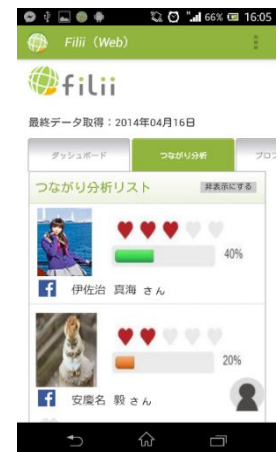 66% 16:05
Filii（Web）
filii
最終データ取得：2014年04月16日
ダッシュボード つながり分析 プロフ
つながり分析リスト 非表示にする
40%
伊佐治 真海 さん
20%
安慶名 毅 さん